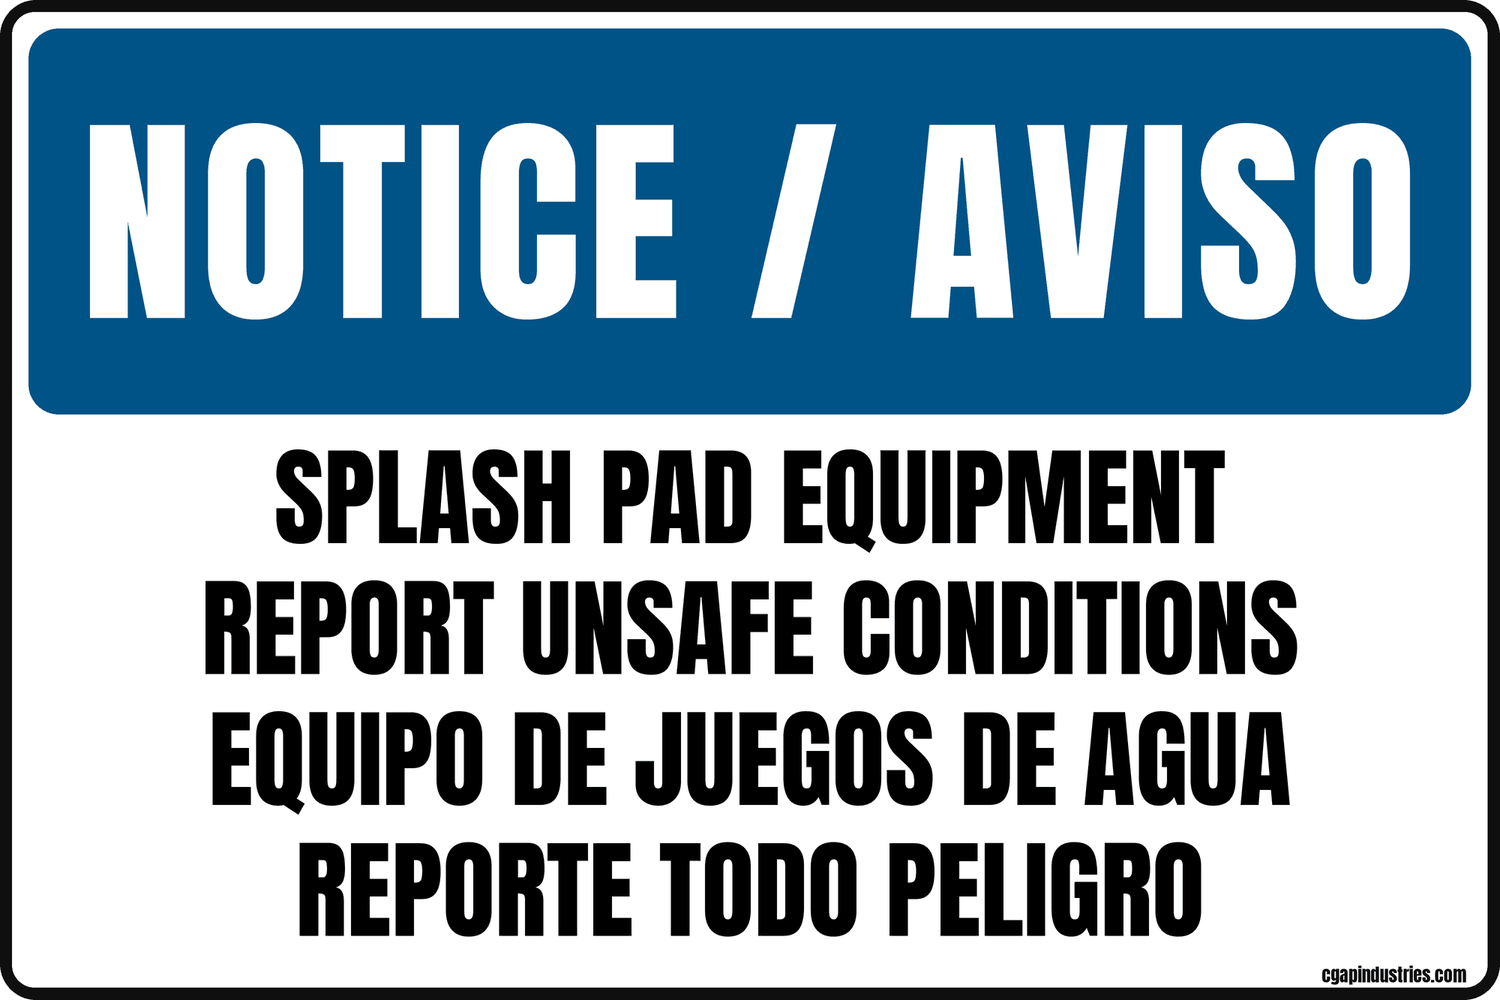 NOTICE / AVISO
SPLASH PAD EQUIPMENT
REPORT UNSAFE CONDITIONS
EQUIPO DE JUEGOS DE AGUA
REPORTE TODO PELIGRO
cgapindustries.com